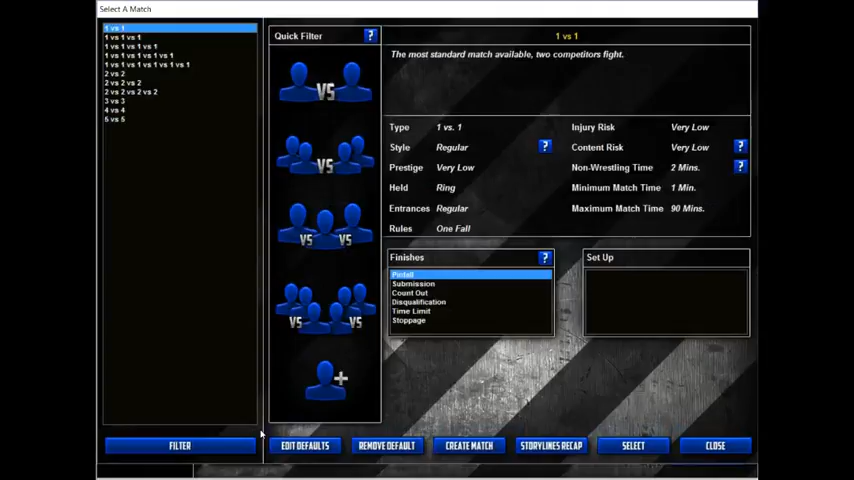 Select A Match
1 vs 1
1 vs 1 vs 1
1 vs 1 vs 1 vs 1
1 vs 1 vs 1 vs 1 vs 1
1 vs 1 vs 1 vs 1 vs 1 vs 1
2 vs 2
2 vs 2 vs 2
2 vs 2 vs 2 vs 2
3 vs 3
4 vs 4
5 vs 5
FILTER
Quick Filter ?
VS
VS
VS VS
VS VS
+
1 vs 1
The most standard match available, two competitors fight.
Type 1 vs. 1 Injury Risk Very Low
Style Regular ? Content Risk Very Low ?
Prestige Very Low Non-Wrestling Time 2 Mins. ?
Held Ring Minimum Match Time 1 Min.
Entrances Regular Maximum Match Time 90 Mins.
Rules One Fall
Finishes ?
Pinfall
Submission
Count Out
Disqualification
Time Limit
Stoppage
Set Up
EDIT DEFAULTS REMOVE DEFAULT CREATE MATCH STORYLINES RECAP SELECT CLOSE